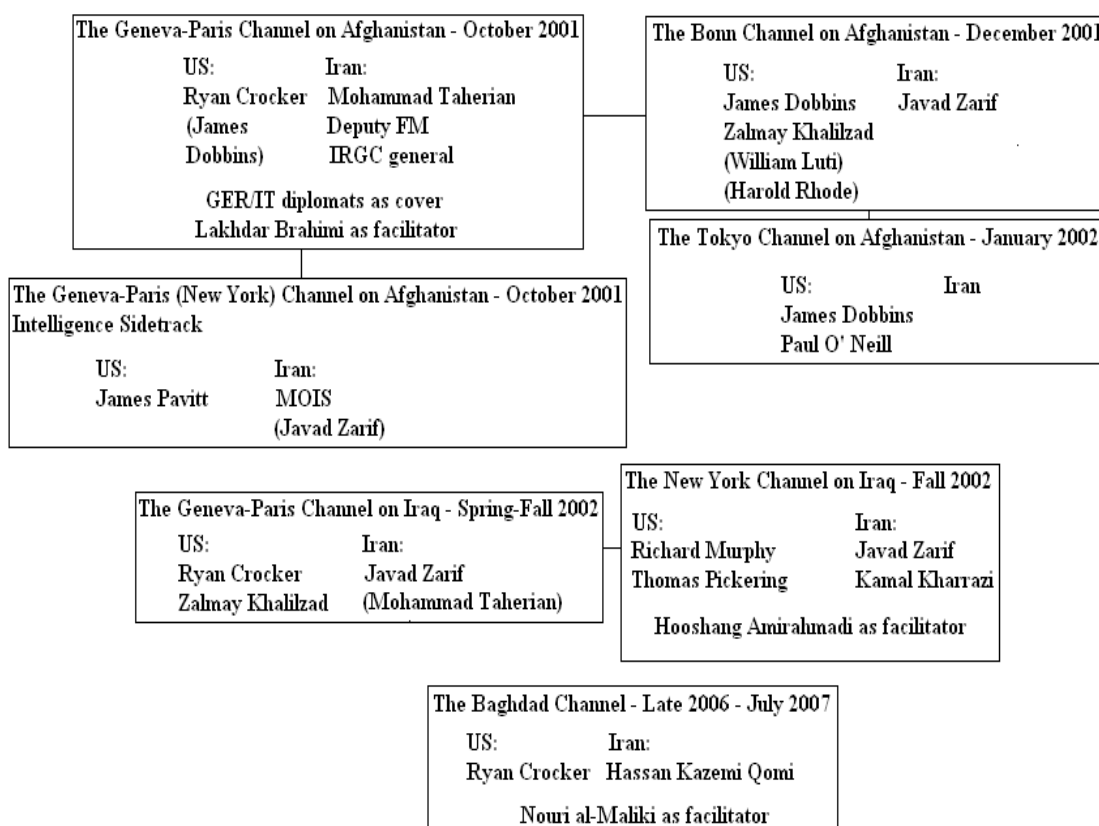 The Geneva-Paris Channel on Afghanistan - October 2001
US: Iran:
Ryan Crocker Mohammad Taherian
(James Deputy FM
Dobbins) IRGC general
GER/IT diplomats as cover
Lakhdar Brahimi as facilitator
The Bonn Channel on Afghanistan - December 2001
US: Iran:
James Dobbins Javad Zarif
Zalmay Khalilzad
(William Luti)
(Harold Rhode)
The Tokyo Channel on Afghanistan - January 2002
US: Iran
James Dobbins
Paul O' Neill
The Geneva-Paris (New York) Channel on Afghanistan - October 2001
Intelligence Sidetrack
US: Iran:
James Pavitt MOIS
(Javad Zarif)
The Geneva-Paris Channel on Iraq - Spring-Fall 2002
US: Iran:
Ryan Crocker Javad Zarif
Zalmay Khalilzad (Mohammad Taherian)
The New York Channel on Iraq - Fall 2002
US: Iran:
Richard Murphy Javad Zarif
Thomas Pickering Kamal Kharrazi
Hooshang Amirahmadi as facilitator
The Baghdad Channel - Late 2006 - July 2007
US: Iran:
Ryan Crocker Hassan Kazemi Qomi
Nouri al-Maliki as facilitator